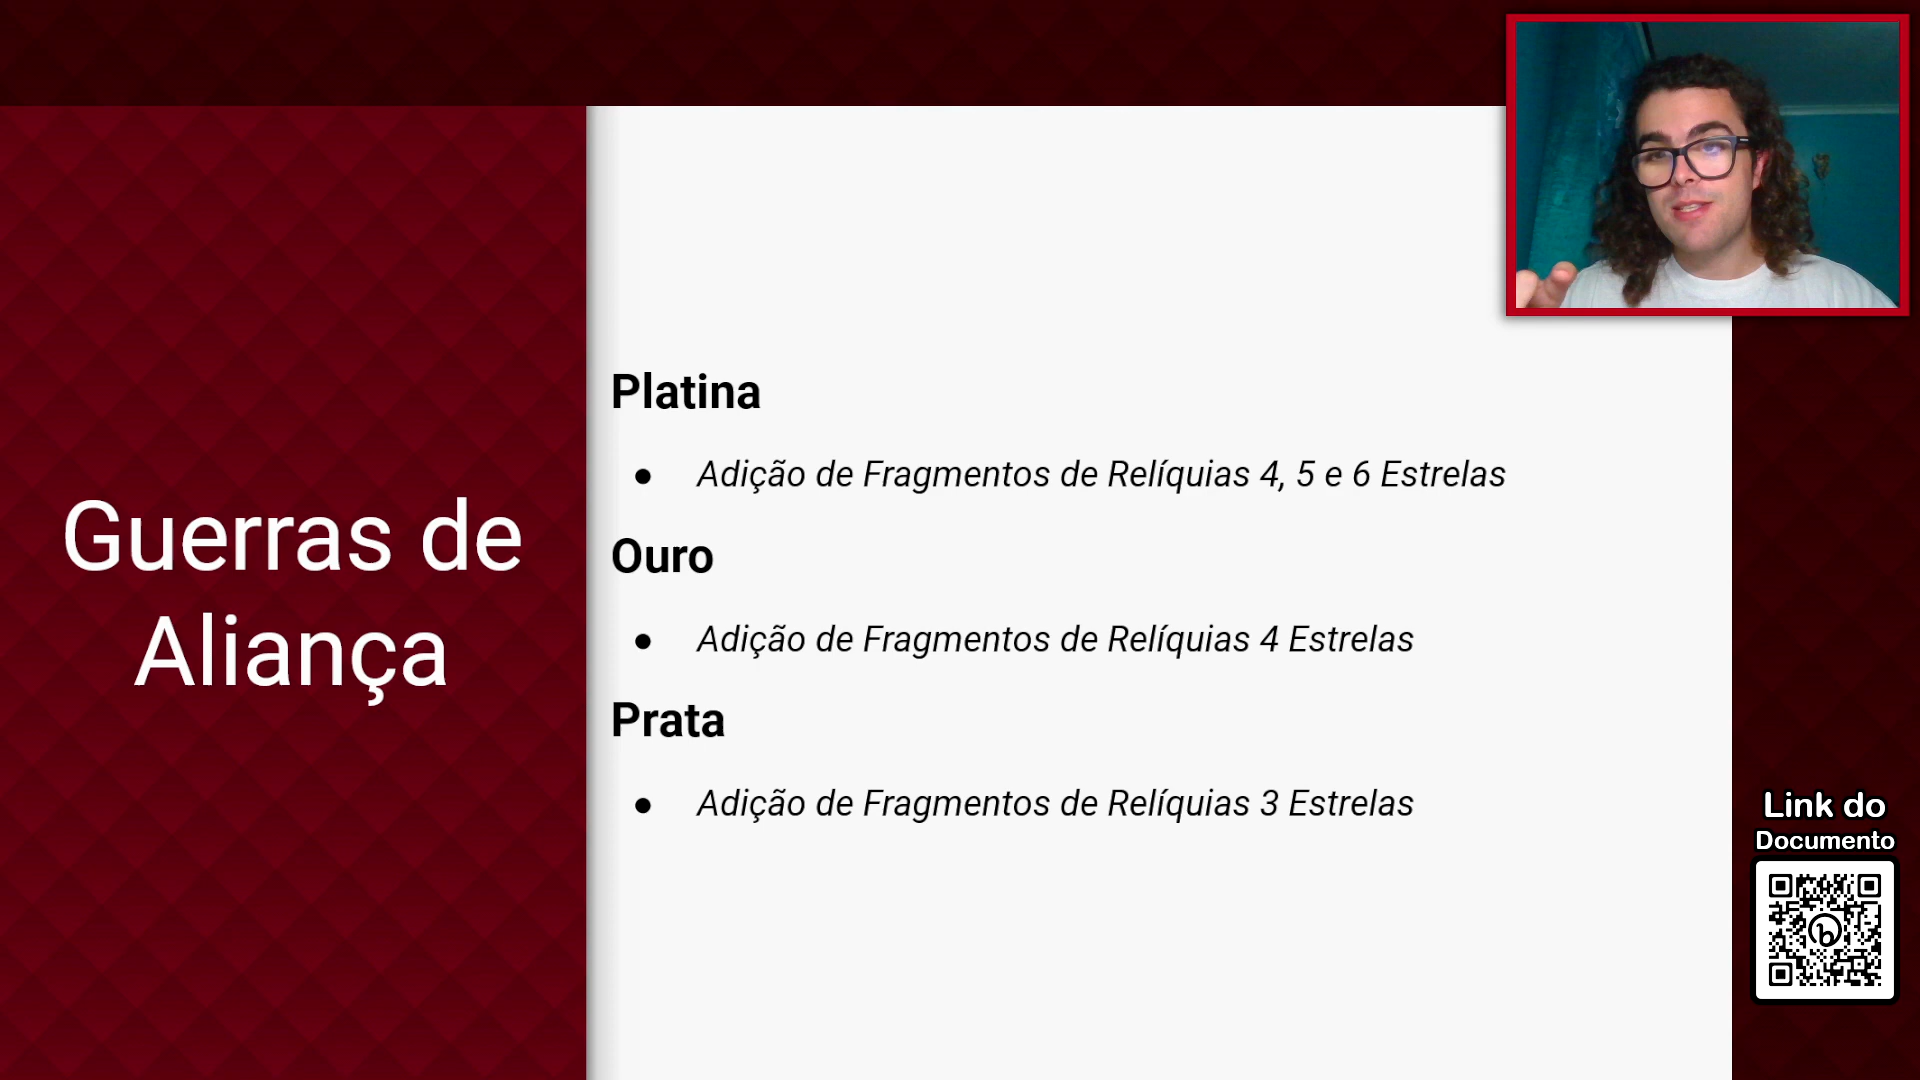 Guerras de
Aliança
Platina
● Adição de Fragmentos de Relíquias 4, 5 e 6 Estrelas
Ouro
● Adição de Fragmentos de Relíquias 4 Estrelas
Prata
● Adição de Fragmentos de Relíquias 3 Estrelas
Link do
Documento